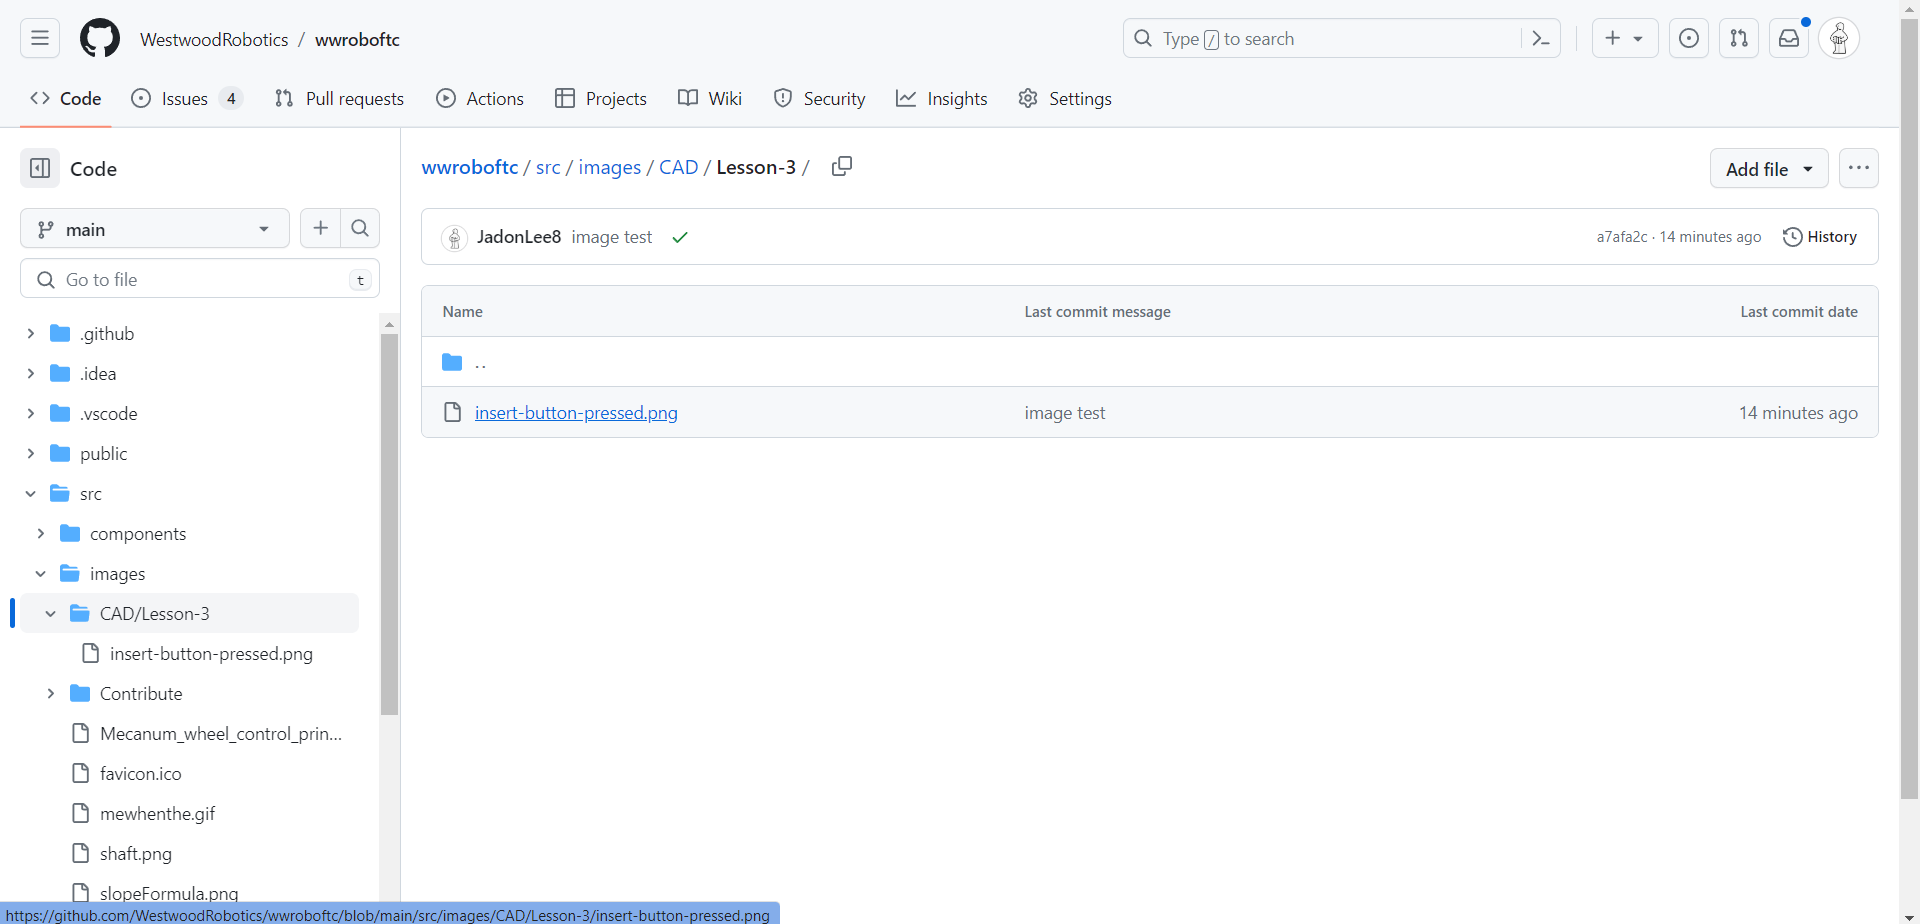 WestwoodRobotics / wwroboftc
Type / to search
Code
Issues 4
Pull requests
Actions
Projects
Wiki
Security
Insights
Settings
Code
main
Go to file
t
.github
.idea
.vscode
public
src
components
images
CAD/Lesson-3
insert-button-pressed.png
Contribute
Mecanum_wheel_control_prin...
favicon.ico
mewhenthe.gif
shaft.png
slopeFormula.png
wwroboftc / src / images / CAD / Lesson-3 /
Add file
JadonLee8 image test
a7afa2c · 14 minutes ago
History
Name Last commit message Last commit date
..
insert-button-pressed.png image test 14 minutes ago
https://github.com/WestwoodRobotics/wwroboftc/blob/main/src/images/CAD/Lesson-3/insert-button-pressed.png